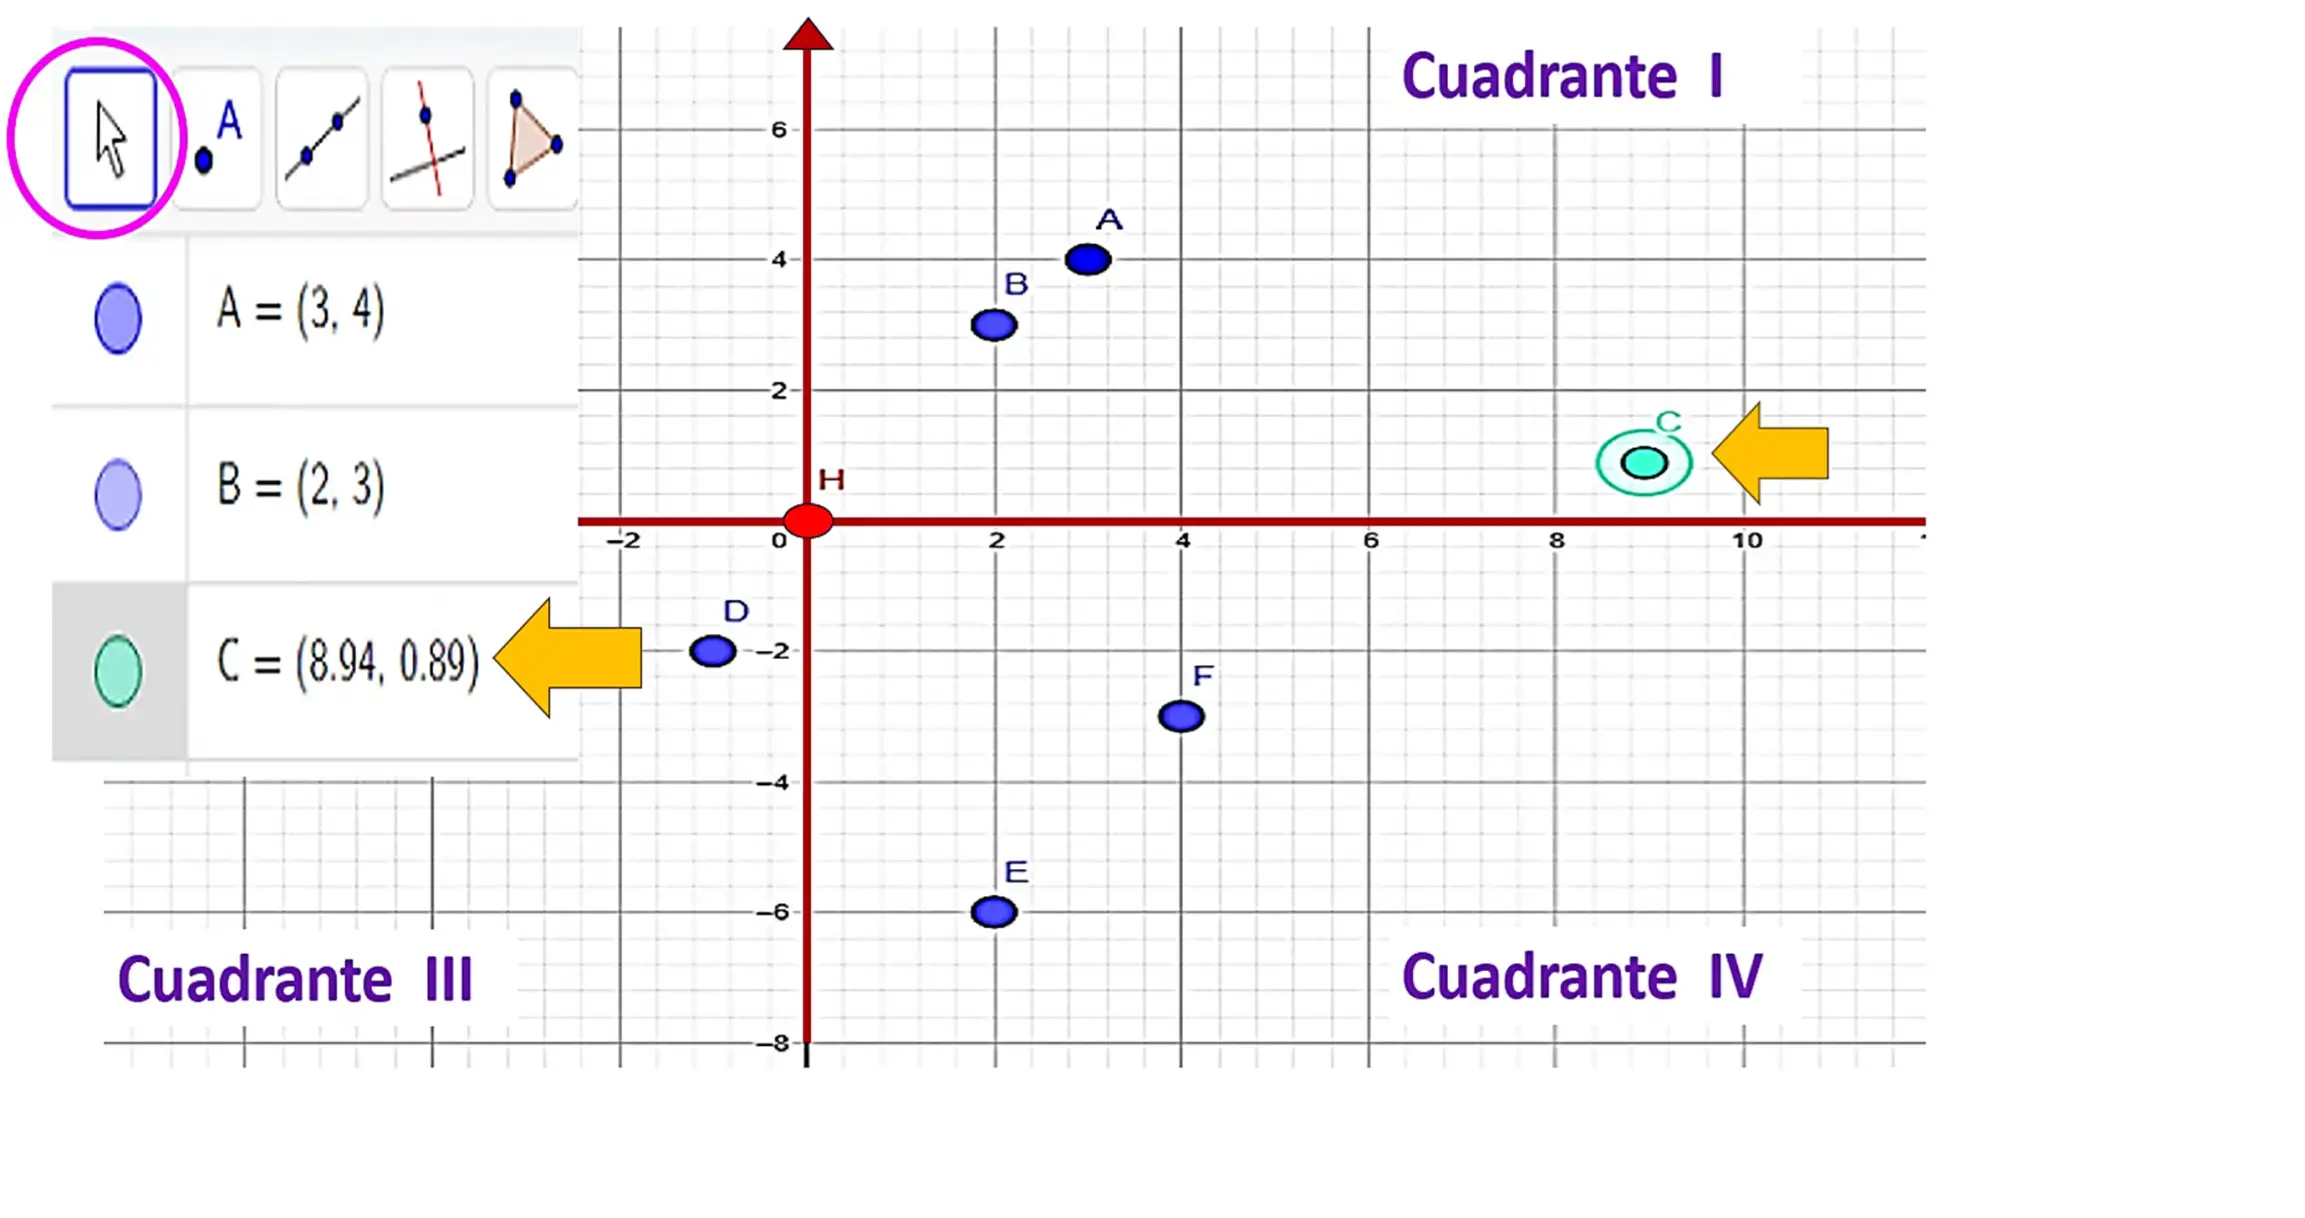 A
A = (3, 4)
B = (2, 3)
C = (8.94, 0.89)
Cuadrante I
6
A
4
B
2
C
H
−2
0
2
4
6
8
10
D
−2
F
−4
E
−6
Cuadrante III
Cuadrante IV
−8